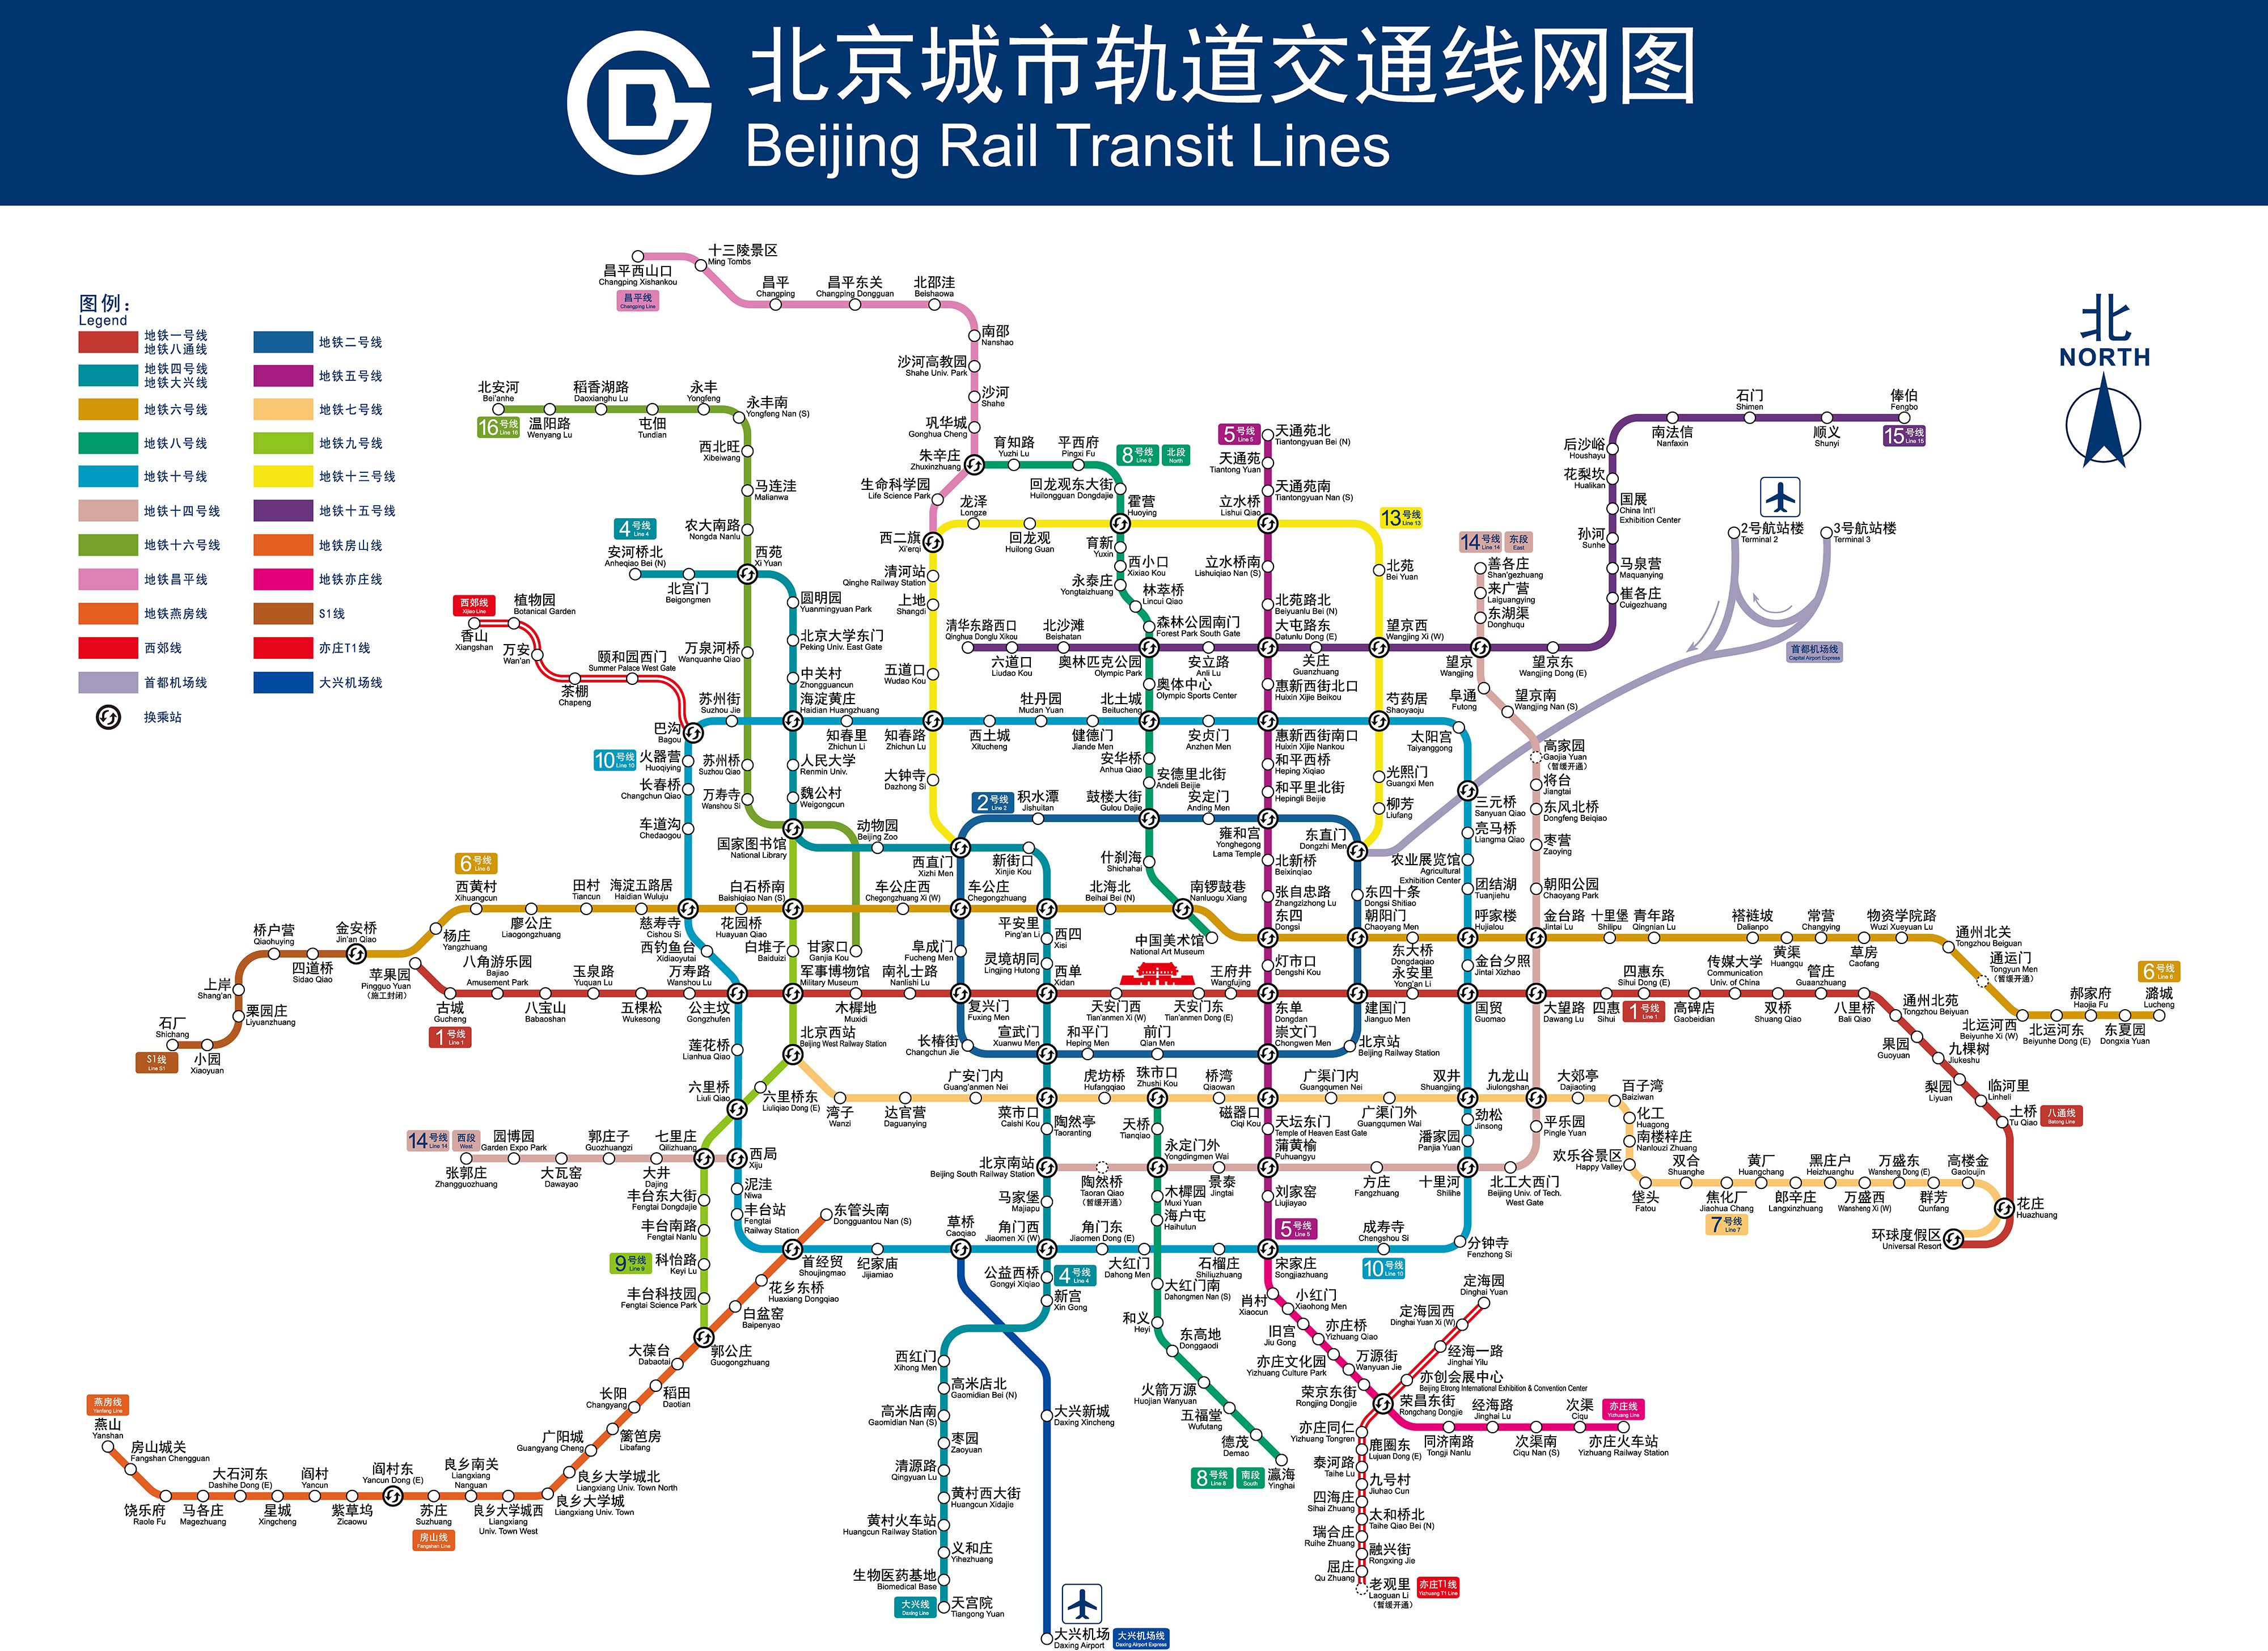 北京城市轨道交通线网图
Beijing Rail Transit Lines
图例：
Legend
地铁一号线
地铁八通线
地铁二号线
地铁四号线
地铁大兴线
地铁五号线
地铁六号线
地铁七号线
地铁八号线
地铁九号线
地铁十号线
地铁十三号线
地铁十四号线
地铁十五号线
地铁十六号线
地铁房山线
地铁昌平线
地铁亦庄线
地铁燕房线
S1线
西郊线
亦庄T1线
首都机场线
大兴机场线
换乘站
北
NORTH
昌平西山口
Changping Xishankou
昌平线
Changping Line
十三陵景区
Ming Tombs
昌平
Changping
昌平东关
Changping Dongguan
北邵洼
Beishaowa
南邵
Nanshao
沙河高教园
Shahe Univ. Park
沙河
Shahe
巩华城
Gonghua Cheng
朱辛庄
Zhuxinzhuang
生命科学园
Life Science Park
西二旗
Xi'erqi
北安河
Bei'anhe
16号线
Line 16
温阳路
Wenyang Lu
稻香湖路
Daoxianghu Lu
屯佃
Tundian
永丰
Yongfeng
永丰南
Yongfeng Nan (S)
西北旺
Xibeiwang
马连洼
Malianwa
农大南路
Nongda Nanlu
西苑
Xi Yuan
万泉河桥
Wanquanhe Qiao
苏州街
Suzhou Jie
苏州桥
Suzhou Qiao
万寿寺
Wanshou Si
国家图书馆
National Library
甘家口
Ganjia Kou
育知路
Yuzhi Lu
平西府
Pingxi Fu
8号线
Line 8
北段
North
回龙观东大街
Huilongguan Dongdajie
霍营
Huoying
育新
Yuxin
西小口
Xixiao Kou
永泰庄
Yongtaizhuang
林萃桥
Lincui Qiao
森林公园南门
Forest Park South Gate
奥林匹克公园
Olympic Park
奥体中心
Olympic Sports Center
北土城
Beitucheng
安华桥
Anhua Qiao
安德里北街
Andeli Beijie
鼓楼大街
Gulou Dajie
什刹海
Shichahai
南锣鼓巷
Nanluogu Xiang
中国美术馆
National Art Museum
5号线
Line 5
天通苑北
Tiantongyuan Bei (N)
天通苑
Tiantong Yuan
天通苑南
Tiantongyuan Nan (S)
立水桥
Lishui Qiao
立水桥南
Lishuiqiao Nan (S)
北苑路北
Beiyuanlu Bei (N)
大屯路东
Datunlu Dong (E)
惠新西街北口
Huixin Xijie Beikou
惠新西街南口
Huixin Xijie Nankou
和平西桥
Heping Xiqiao
和平里北街
Hepingli Beijie
雍和宫
Yonghegong
Lama Temple
北新桥
Beixinqiao
张自忠路
Zhangzizhong Lu
东四
Dongsi
灯市口
Dengshi Kou
东单
Dongdan
崇文门
Chongwen Men
磁器口
Ciqi Kou
天坛东门
Temple of Heaven East Gate
蒲黄榆
Puhuangyu
刘家窑
Liujiayao
5号线
Line 5
宋家庄
Songjiazhuang
龙泽
Longze
回龙观
Huilong Guan
13号线
Line 13
北苑
Bei Yuan
望京西
Wangjing Xi (W)
芍药居
Shaoyaoju
光熙门
Guangxi Men
柳芳
Liufang
东直门
Dongzhi Men
清河站
Qinghe Railway Station
上地
Shangdi
五道口
Wudao Kou
知春路
Zhichun Lu
大钟寺
Dazhong Si
西直门
Xizhi Men
4号线
Line 4
安河桥北
Anheqiao Bei (N)
北宫门
Beigongmen
圆明园
Yuanmingyuan Park
北京大学东门
Peking Univ. East Gate
中关村
Zhongguancun
海淀黄庄
Haidian Huangzhuang
人民大学
Renmin Univ.
魏公村
Weigongcun
动物园
Beijing Zoo
新街口
Xinjie Kou
平安里
Ping'an Li
西四
Xisi
灵境胡同
Lingjing Hutong
西单
Xidan
宣武门
Xuanwu Men
菜市口
Caishi Kou
陶然亭
Taoranting
北京南站
Beijing South Railway Station
马家堡
Majiapu
角门西
Jiaomen Xi (W)
公益西桥
Gongyi Xiqiao
4号线
Line 4
新宫
Xin Gong
西红门
Xihong Men
高米店北
Gaomidian Bei (N)
高米店南
Gaomidian Nan (S)
枣园
Zaoyuan
清源路
Qingyuan Lu
黄村西大街
Huangcun Xidajie
黄村火车站
Huangcun Railway Station
义和庄
Yihezhuang
生物医药基地
Biomedical Base
大兴线
Daxing Line
天宫院
Tiangong Yuan
西郊线
Xijiao Line
香山
Xiangshan
植物园
Botanical Garden
万安
Wan'an
茶棚
Chapeng
颐和园西门
Summer Palace West Gate
巴沟
Bagou
10号线
Line 10
火器营
Huoqiying
长春桥
Changchun Qiao
车道沟
Chedaogou
慈寿寺
Cishou Si
西钓鱼台
Xidiaoyutai
公主坟
Gongzhufen
莲花桥
Lianhua Qiao
六里桥
Liuli Qiao
西局
Xiju
泥洼
Niwa
丰台站
Fengtai
Railway Station
首经贸
Shoujingmao
纪家庙
Jijiamiao
草桥
Caoqiao
角门东
Jiaomen Dong (E)
大红门
Dahong Men
石榴庄
Shiliuzhuang
成寿寺
Chengshou Si
10号线
Line 10
分钟寺
Fenzhong Si
十里河
Shilihe
潘家园
Panjia Yuan
劲松
Jinsong
双井
Shuangjing
国贸
Guomao
金台夕照
Jintai Xizhao
呼家楼
Hujialou
团结湖
Tuanjiehu
农业展览馆
Agricultural
Exhibition Center
亮马桥
Liangma Qiao
三元桥
Sanyuan Qiao
太阳宫
Taiyanggong
知春里
Zhichun Li
西土城
Xitucheng
牡丹园
Mudan Yuan
健德门
Jiande Men
安贞门
Anzhen Men
清华东路西口
Qinghua Donglu Xikou
六道口
Liudao Kou
北沙滩
Beishatan
安立路
Anli Lu
关庄
Guanzhuang
望京
Wangjing
望京东
Wangjing Dong (E)
崔各庄
Cuigezhuang
马泉营
Maquanying
孙河
Sunhe
国展
China Int'l
Exhibition Center
花梨坎
Hualikan
后沙峪
Houshayu
南法信
Nanfaxin
石门
Shimen
顺义
Shunyi
俸伯
Fengbo
15号线
Line 15
14号线
Line 14
东段
East
善各庄
Shan'gezhuang
来广营
Laiguangying
东湖渠
Donghuqu
阜通
Futong
望京南
Wangjing Nan (S)
高家园
Gaojia Yuan
（暂缓开通）
将台
Jiangtai
东风北桥
Dongfeng Beiqiao
枣营
Zaoying
朝阳公园
Chaoyang Park
金台路
Jintai Lu
大望路
Dawang Lu
九龙山
Jiulongshan
平乐园
Pingle Yuan
北工大西门
Beijing Univ. of Tech.
West Gate
方庄
Fangzhuang
景泰
Jingtai
永定门外
Yongdingmen Wai
陶然桥
Taoran Qiao
（暂缓开通）
2号航站楼
Terminal 2
3号航站楼
Terminal 3
首都机场线
Capital Airport Express
2号线
Line 2
积水潭
Jishuitan
安定门
Anding Men
东四十条
Dongsi Shitiao
朝阳门
Chaoyang Men
建国门
Jianguo Men
北京站
Beijing Railway Station
前门
Qian Men
和平门
Heping Men
长椿街
Changchun Jie
复兴门
Fuxing Men
阜成门
Fucheng Men
车公庄
Chegongzhuang
6号线
Line 6
金安桥
Jin'an Qiao
杨庄
Yangzhuang
西黄村
Xihuangcun
廖公庄
Liaogongzhuang
田村
Tiancun
海淀五路居
Haidian Wuluju
花园桥
Huayuan Qiao
白石桥南
Baishiqiao Nan (S)
车公庄西
Chegongzhuang Xi (W)
北海北
Beihai Bei (N)
东大桥
Dongdaqiao
十里堡
Shilipu
青年路
Qingnian Lu
褡裢坡
Dalianpo
黄渠
Huangqu
常营
Changying
草房
Caofang
物资学院路
Wuzi Xueyuan Lu
通州北关
Tongzhou Beiguan
通运门
Tongyun Men
（暂缓开通）
北运河西
Beiyunhe Xi (W)
北运河东
Beiyunhe Dong (E)
郝家府
Haojia Fu
东夏园
Dongxia Yuan
潞城
Lucheng
6号线
Line 6
桥户营
Qiaohuying
四道桥
Sidao Qiao
上岸
Shang'an
栗园庄
Liyuanzhuang
石厂
Shichang
小园
Xiaoyuan
S1线
Line S1
苹果园
Pingguo Yuan
（施工封闭）
古城
Gucheng
1号线
Line 1
八角游乐园
Bajiao
Amusement Park
八宝山
Babaoshan
玉泉路
Yuquan Lu
五棵松
Wukesong
万寿路
Wanshou Lu
军事博物馆
Military Museum
木樨地
Muxidi
南礼士路
Nanlishi Lu
天安门西
Tian'anmen Xi (W)
天安门东
Tian'anmen Dong (E)
王府井
Wangfujing
永安里
Yong'an Li
四惠
Sihui
1号线
Line 1
四惠东
Sihui Dong (E)
高碑店
Gaobeidian
传媒大学
Communication
Univ. of China
双桥
Shuang Qiao
管庄
Guaanzhuang
八里桥
Bali Qiao
通州北苑
Tongzhou Beiyuan
果园
Guoyuan
九棵树
Jiukeshu
梨园
Liyuan
临河里
Linheli
土桥
Tu Qiao
八通线
Batong Line
花庄
Huazhuang
环球度假区
Universal Resort
白堆子
Baiduizi
北京西站
Beijing West Railway Station
六里桥东
Liuliqiao Dong (E)
七里庄
Qilizhuang
丰台东大街
Fengtai Dongdajie
丰台南路
Fengtai Nanlu
9号线
Line 9
科怡路
Keyi Lu
丰台科技园
Fengtai Science Park
郭公庄
Guogongzhuang
湾子
Wanzi
达官营
Daguanying
广安门内
Guang'anmen Nei
虎坊桥
Hufangqiao
珠市口
Zhushi Kou
桥湾
Qiaowan
广渠门内
Guangqumen Nei
广渠门外
Guangqumen Wai
大郊亭
Dajiaoting
百子湾
Baiziwan
化工
Huagong
南楼梓庄
Nanlouzi Zhuang
欢乐谷景区
Happy Valley
垡头
Fatou
双合
Shuanghe
焦化厂
Jiaohua Chang
7号线
Line 7
黄厂
Huangchang
郎辛庄
Langxinzhuang
黑庄户
Heizhuanghu
万盛西
Wansheng Xi (W)
万盛东
Wansheng Dong (E)
群芳
Qunfang
高楼金
Gaoloujin
14号线
Line 14
西段
West
张郭庄
Zhangguozhuang
园博园
Garden Expo Park
大瓦窑
Dawayao
郭庄子
Guozhuangzi
大井
Dajing
天桥
Tianqiao
木樨园
Muxi Yuan
海户屯
Haihutun
大红门南
Dahongmen Nan (S)
和义
Heyi
东高地
Donggaodi
火箭万源
Huojian Wanyuan
五福堂
Wufutang
德茂
Demao
8号线
Line 8
南段
South
瀛海
Yinghai
东管头南
Dongguantou Nan (S)
花乡东桥
Huaxiang Dongqiao
白盆窑
Baipenyao
大葆台
Dabaotai
稻田
Daotian
长阳
Changyang
篱笆房
Libafang
广阳城
Guangyang Cheng
良乡大学城北
Liangxiang Univ. Town North
良乡大学城
Liangxiang Univ. Town
良乡大学城西
Liangxiang
Univ. Town West
良乡南关
Liangxiang
Nanguan
苏庄
Suzhuang
房山线
Fangshan Line
阎村东
Yancun Dong (E)
紫草坞
Zicaowu
阎村
Yancun
星城
Xingcheng
大石河东
Dashihe Dong (E)
马各庄
Magezhuang
饶乐府
Raole Fu
房山城关
Fangshan Chengguan
燕房线
Yanfang Line
燕山
Yanshan
大兴新城
Daxing Xincheng
大兴机场
Daxing Airport
大兴机场线
Daxing Airport Express
肖村
Xiaocun
小红门
Xiaohong Men
旧宫
Jiu Gong
亦庄桥
Yizhuang Qiao
亦庄文化园
Yizhuang Culture Park
万源街
Wanyuan Jie
荣京东街
Rongjing Dongjie
荣昌东街
Rongchang Dongjie
同济南路
Tongji Nanlu
经海路
Jinghai Lu
次渠南
Ciqu Nan (S)
次渠
Ciqu
亦庄线
Yizhuang Line
亦庄火车站
Yizhuang Railway Station
定海园
Dinghai Yuan
定海园西
Dinghai Yuan Xi (W)
经海一路
Jinghai Yilu
亦创会展中心
Beijing Etrong International Exhibition & Convention Center
亦庄同仁
Yizhuang Tongren
鹿圈东
Lujuan Dong (E)
泰河路
Taihe Lu
九号村
Jiuhao Cun
四海庄
Sihai Zhuang
太和桥北
Taihe Qiao Bei (N)
瑞合庄
Ruihe Zhuang
融兴街
Rongxing Jie
屈庄
Qu Zhuang
老观里
Laoguan Li
（暂缓开通）
亦庄T1线
Yizhuang T1 Line